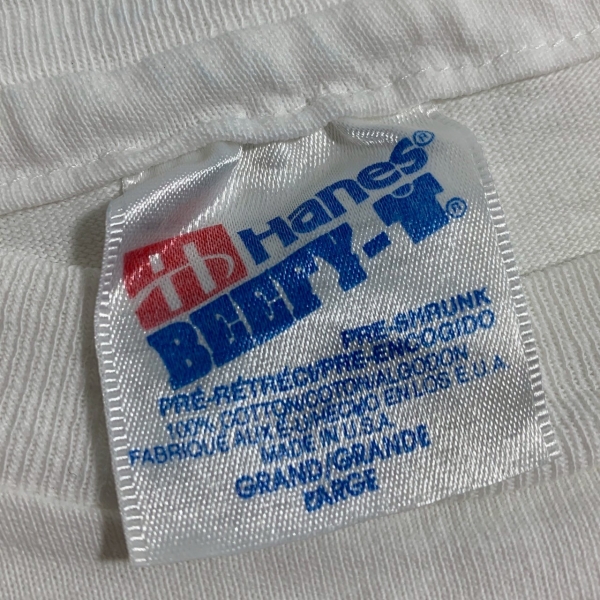 Hanes®
BEEFY-T®
PRE-SHRUNK
PRÉ-RÉTRÉCI/PRE-ENCOGIDO
100% COTTON/COTON/ALGODON
FABRIQUE AUX É.U./HECHO EN LOS E.U.A.
MADE IN U.S.A.
GRAND/GRANDE
LARGE